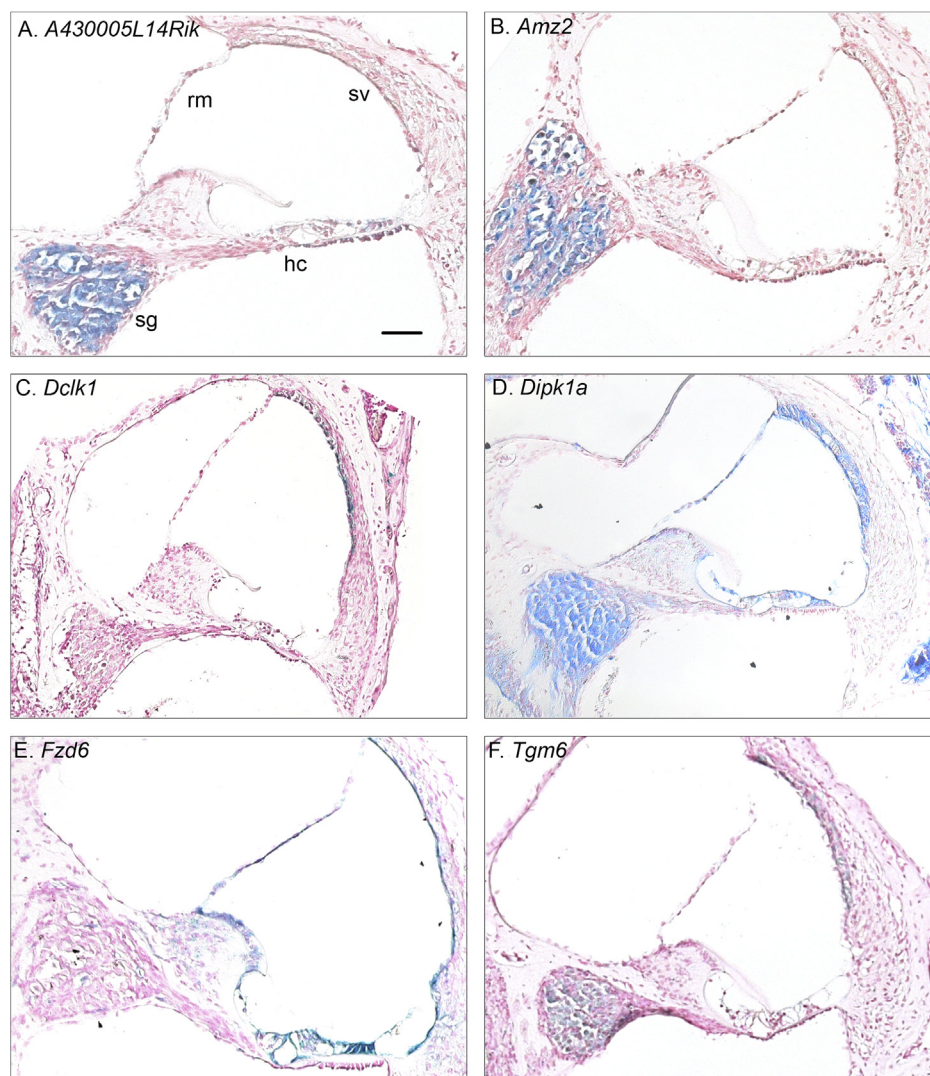 A. A430005L14Rik
B. Amz2
rm
sv
hc
sg
C. Dclk1
D. Dipk1a
E. Fzd6
F. Tgm6